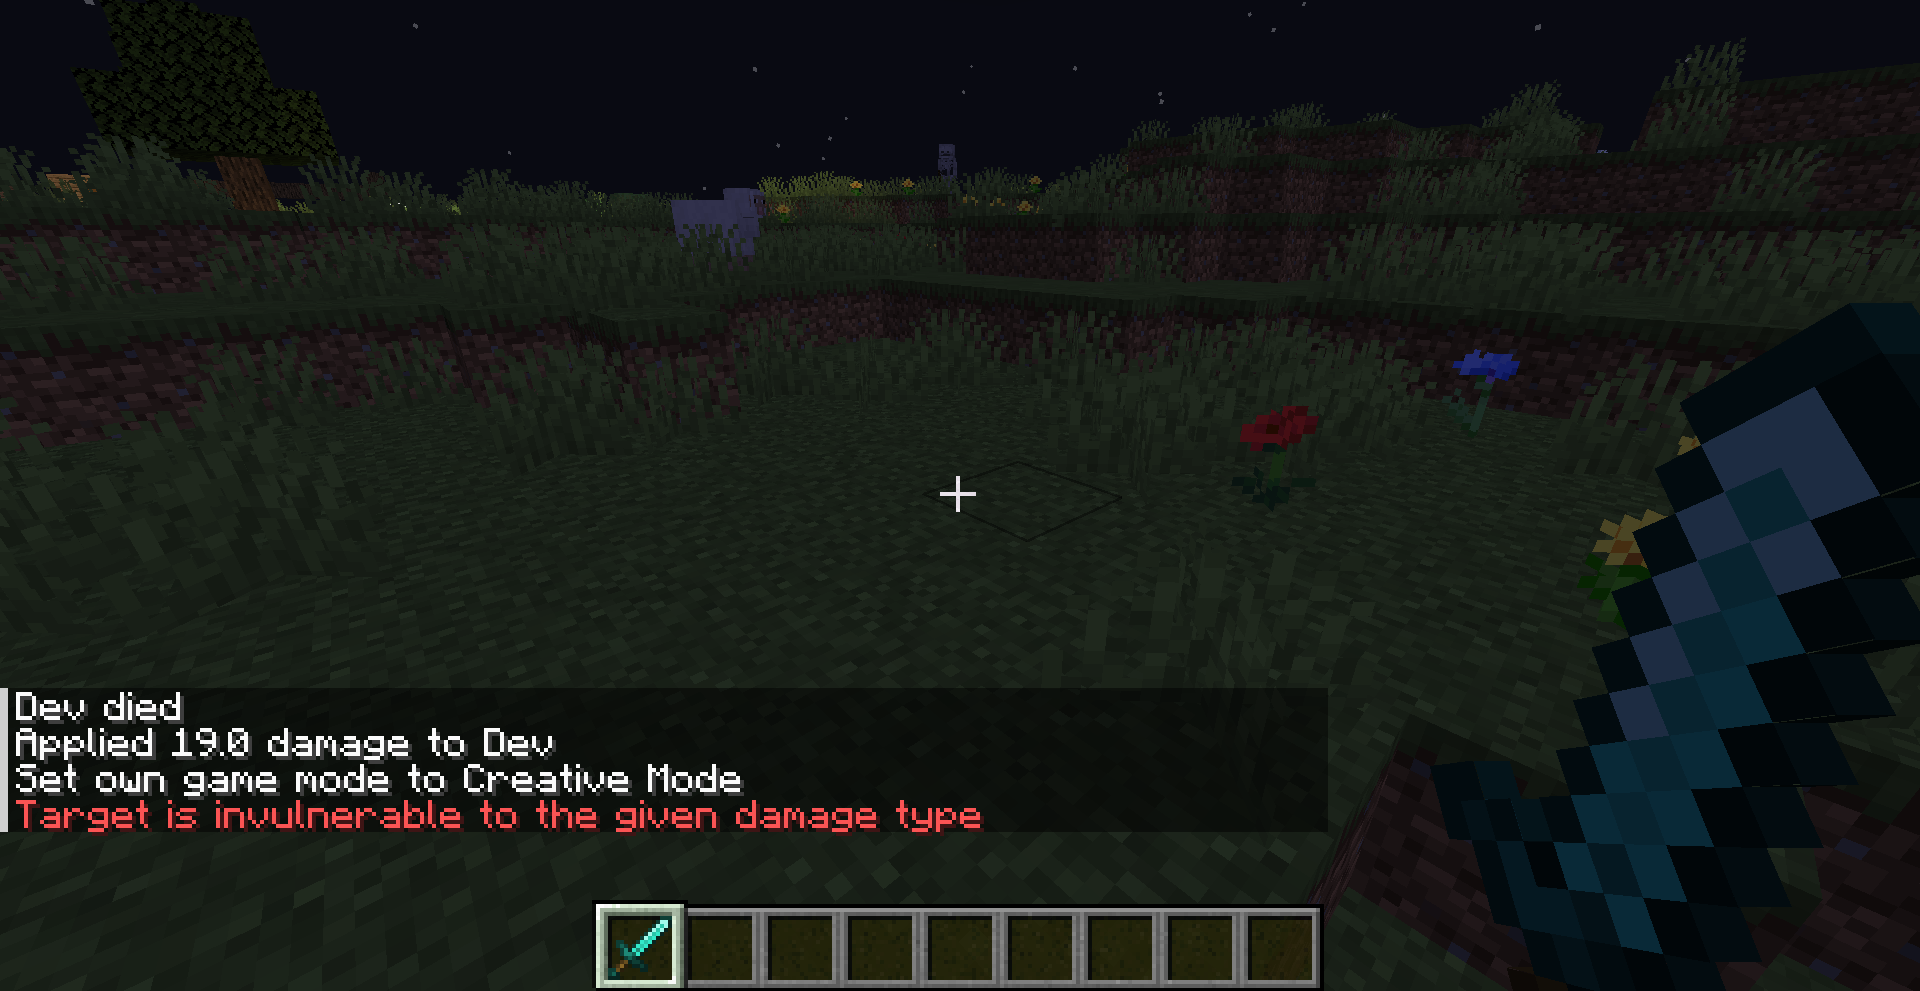 Dev died
Applied 19.0 damage to Dev
Set own game mode to Creative Mode
Target is invulnerable to the given damage type